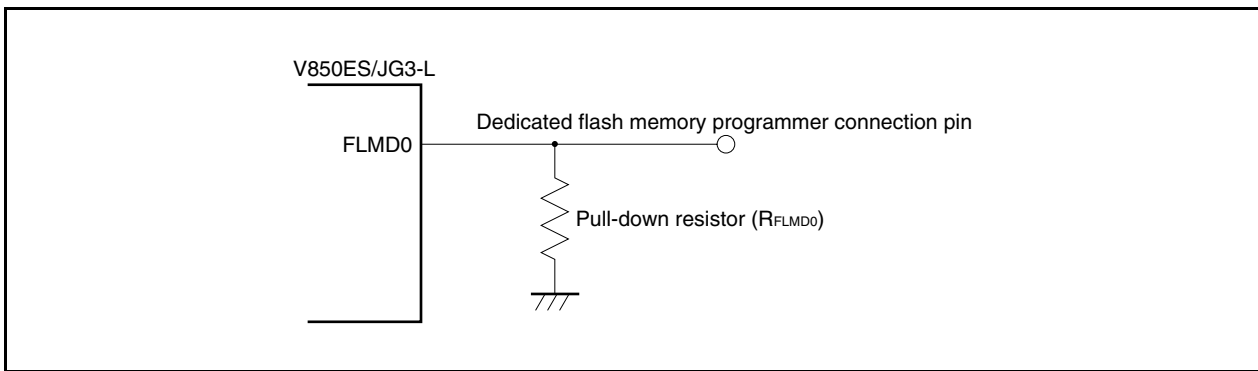 V850ES/JG3-L
Dedicated flash memory programmer connection pin
FLMD0
Pull-down resistor (RFLMD0)